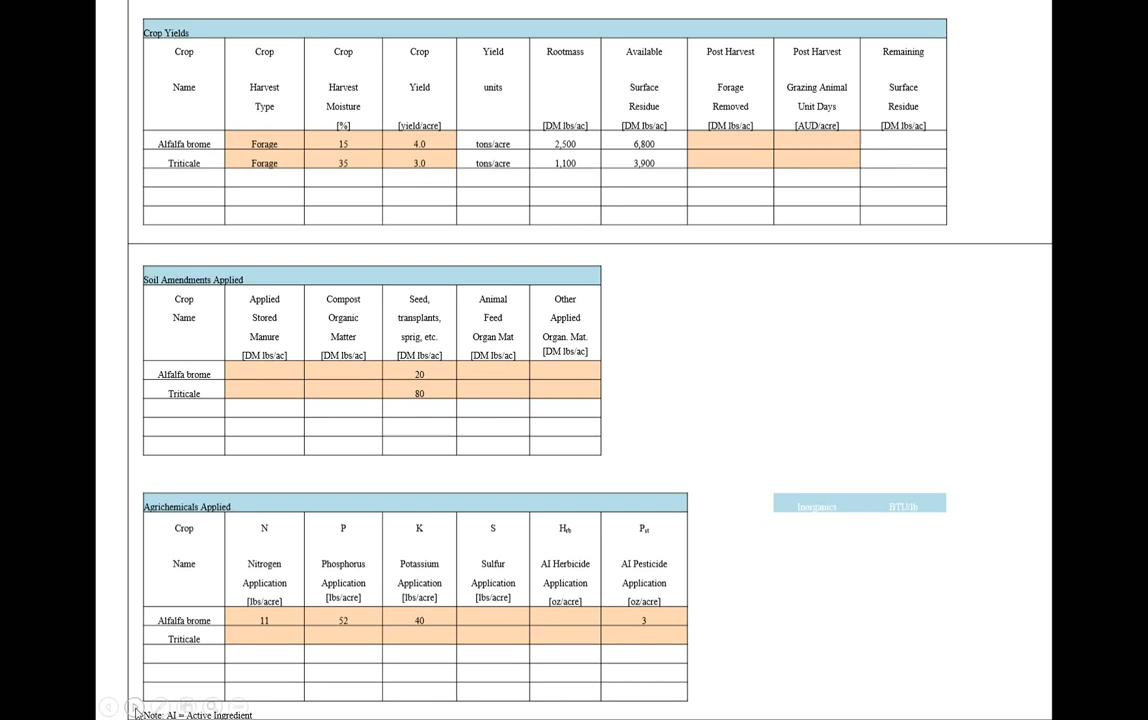 Crop Yields
Crop Crop Crop Crop Yield Rootmass Available Post Harvest Post Harvest Remaining
Name Harvest Harvest Yield units Surface Forage Grazing Animal Surface
Type Moisture Residue Removed Unit Days Residue
[%] [yield/acre] [DM lbs/ac] [DM lbs/ac] [DM lbs/ac] [AUD/acre] [DM lbs/ac]
Alfalfa brome Forage 15 4.0 tons/acre 2,500 6,800
Triticale Forage 35 3.0 tons/acre 1,100 3,900
Soil Amendments Applied
Crop Applied Compost Seed, Animal Other
Name Stored Organic transplants, Feed Applied
Manure Matter sprig, etc. Organ Mat Organ. Mat.
[DM lbs/ac] [DM lbs/ac] [DM lbs/ac] [DM lbs/ac] [DM lbs/ac]
Alfalfa brome 20
Triticale 80
Agrichemicals Applied Inorganics BTU/lb
Crop N P K S Hrb Pst
Name Nitrogen Phosphorus Potassium Sulfur AI Herbicide AI Pesticide
Application Application Application Application Application Application
[lbs/acre] [lbs/acre] [lbs/acre] [lbs/acre] [oz/acre] [oz/acre]
Alfalfa brome 11 52 40 3
Triticale
Note: AI = Active Ingredient